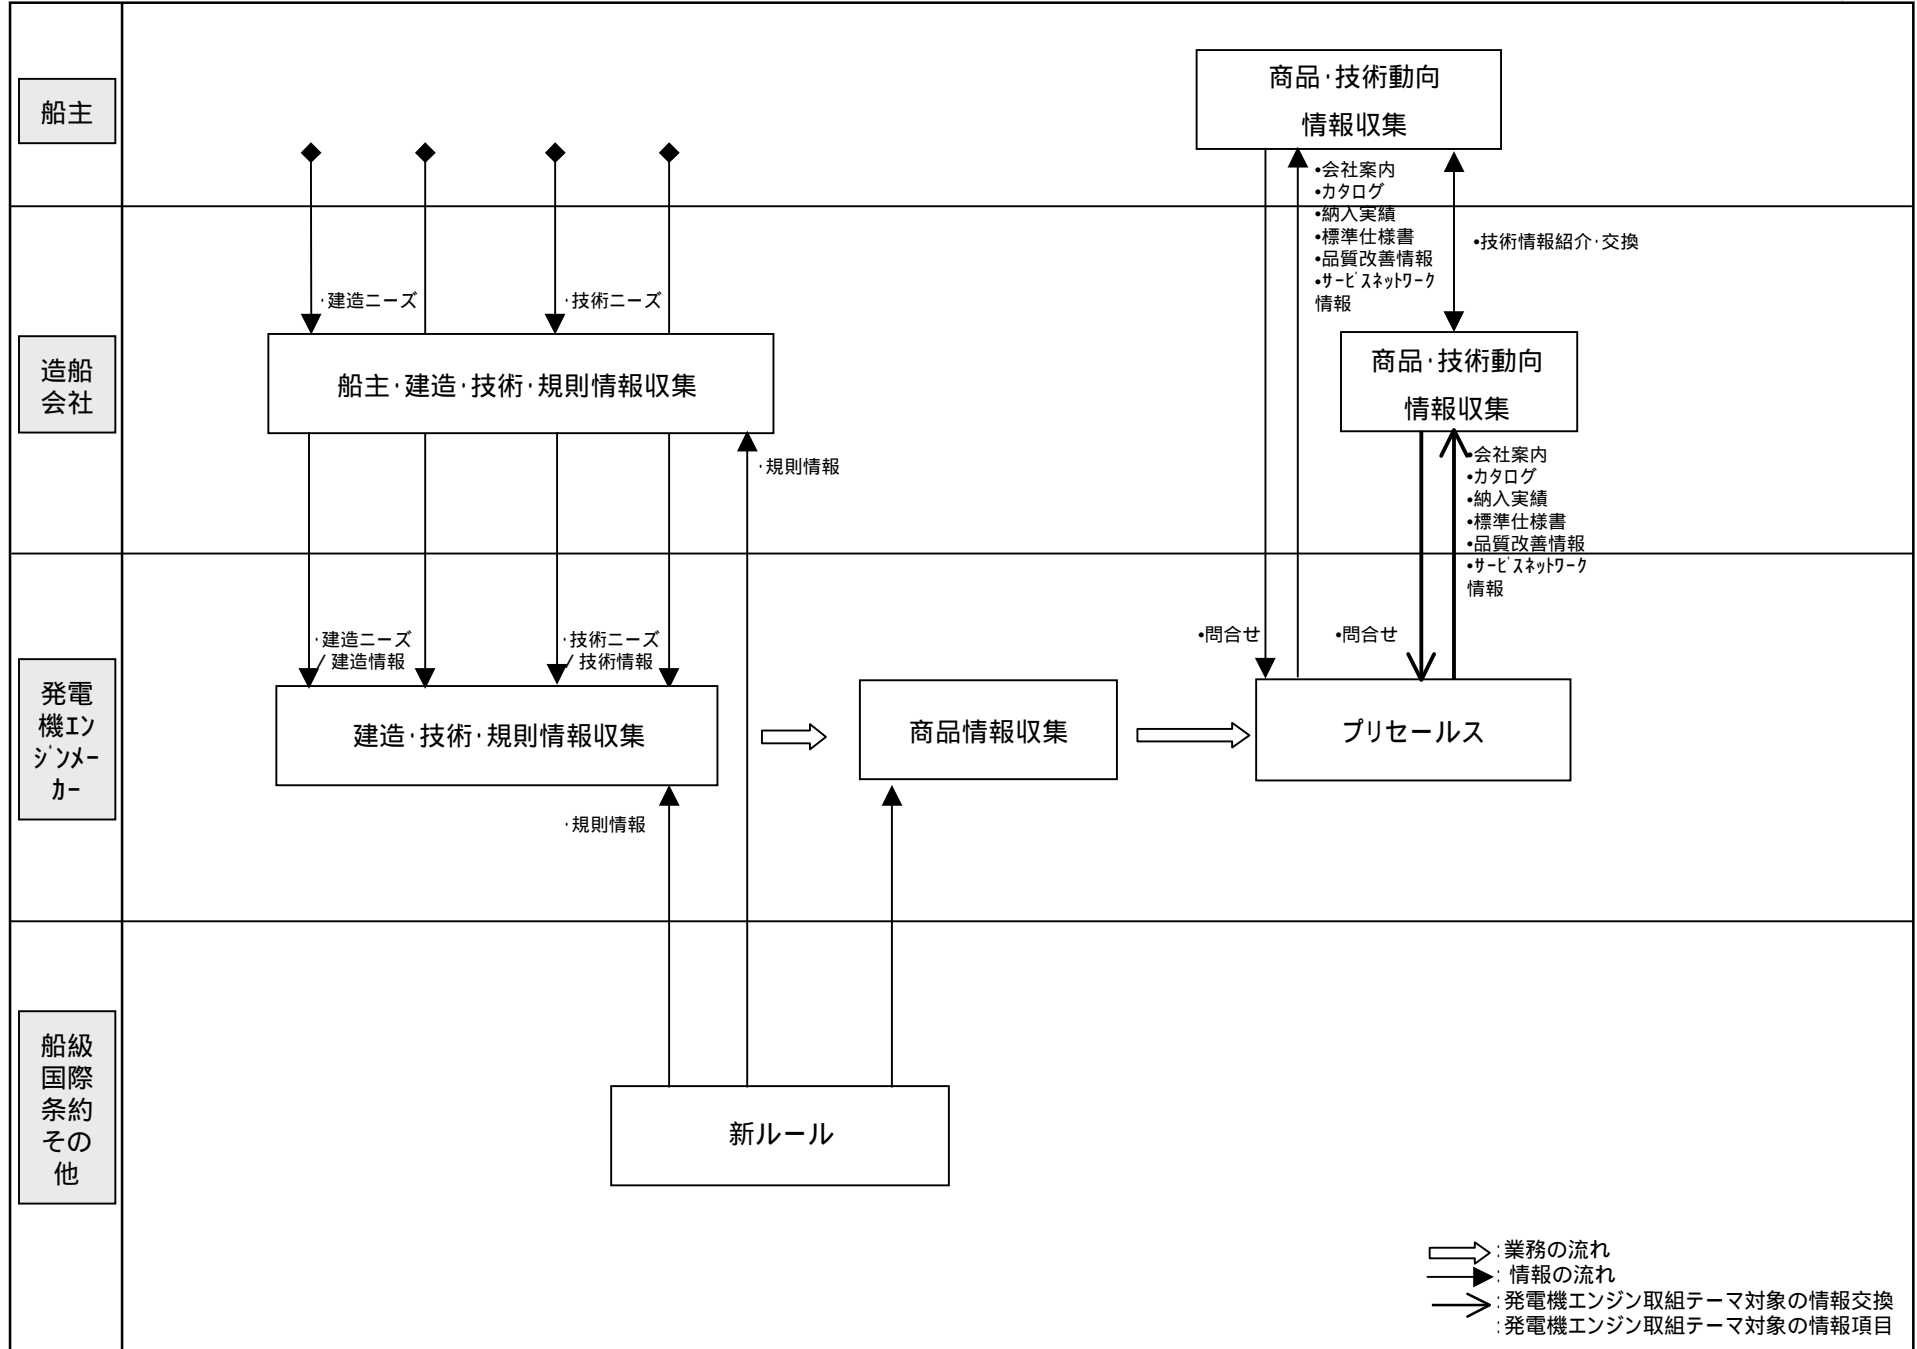 船主
商品･技術動向
情報収集
•会社案内
•カタログ
•納入実績
•標準仕様書
•品質改善情報
•ｻｰﾋﾞｽﾈｯﾄﾜｰｸ
情報
•技術情報紹介･交換
･建造ニーズ
･技術ニーズ
造船
会社
船主･建造･技術･規則情報収集
商品･技術動向
情報収集
･規則情報
•会社案内
•カタログ
•納入実績
•標準仕様書
•品質改善情報
•ｻｰﾋﾞｽﾈｯﾄﾜｰｸ
情報
･建造ニーズ
/ 建造情報
･技術ニーズ
/ 技術情報
•問合せ
•問合せ
発電
機ｴﾝ
ｼﾞﾝﾒｰ
ｶｰ
建造･技術･規則情報収集
商品情報収集
プリセールス
･規則情報
船級
国際
条約
その
他
新ルール
:業務の流れ
: 情報の流れ
:発電機エンジン取組テーマ対象の情報交換
:発電機エンジン取組テーマ対象の情報項目